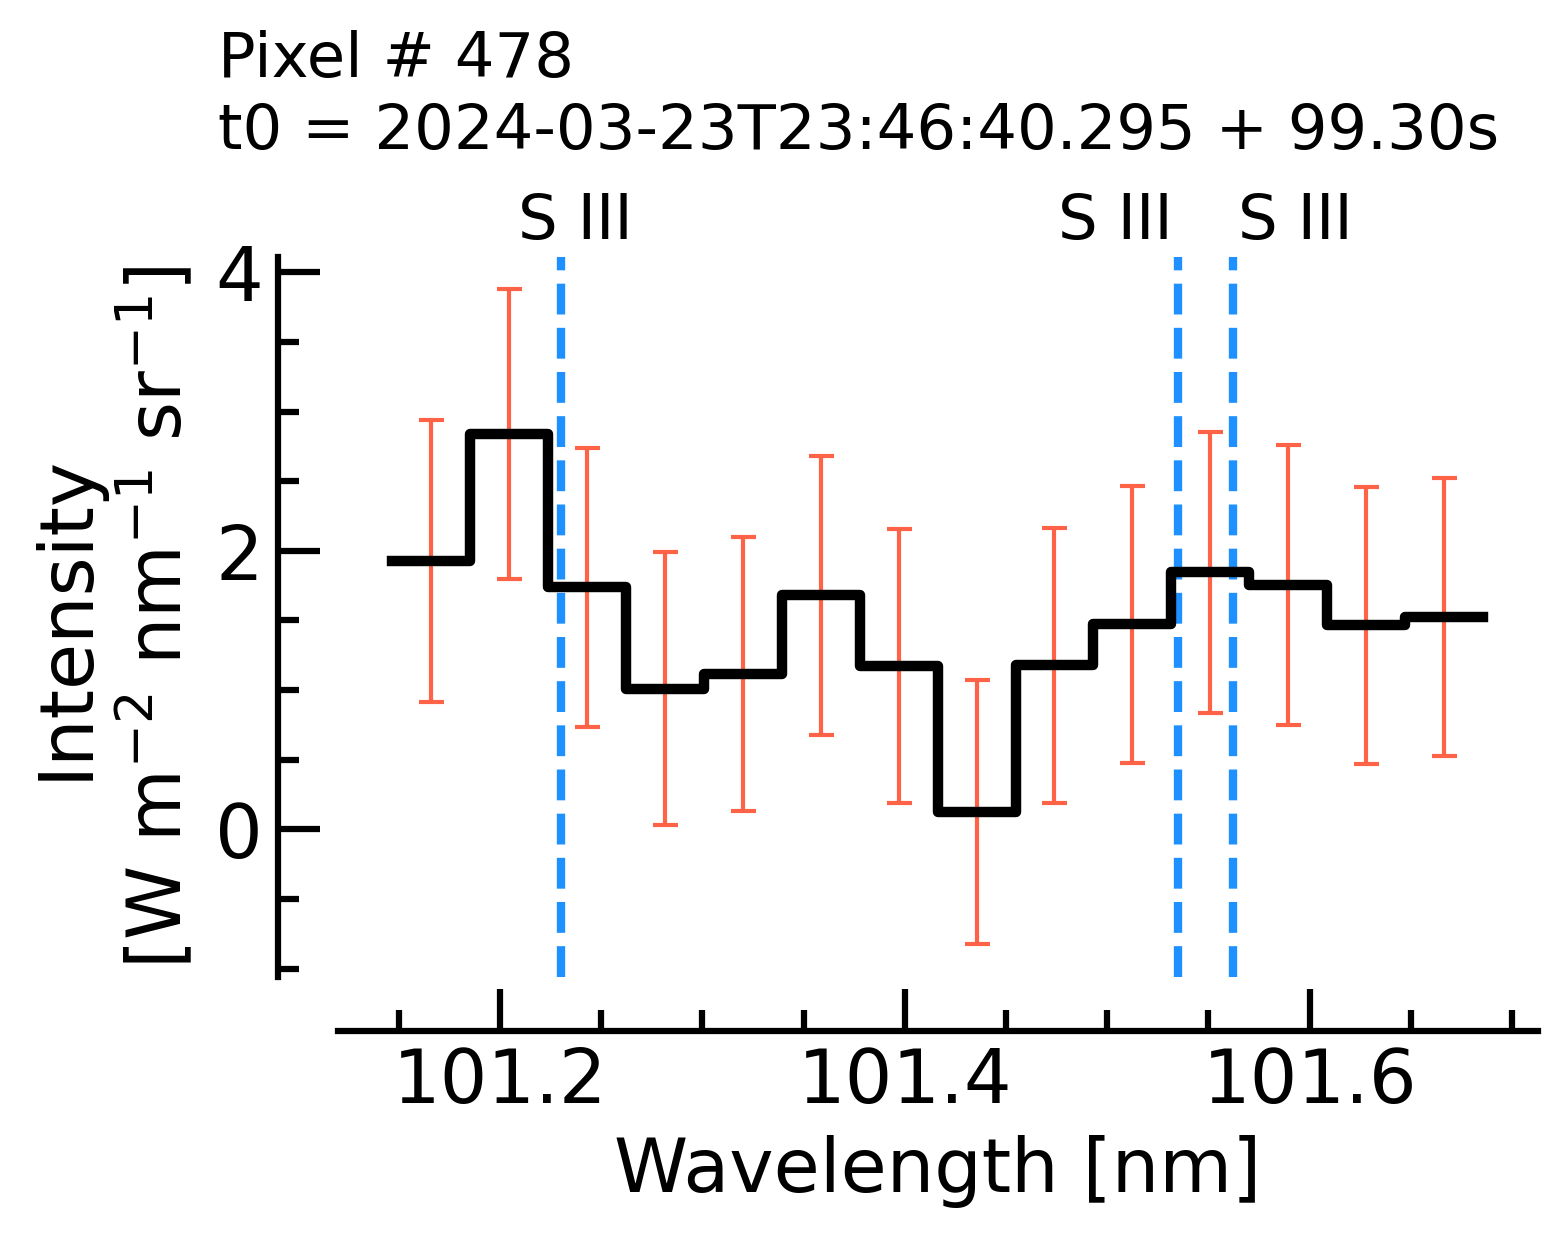 Pixel # 478
t0 = 2024-03-23T23:46:40.295 + 99.30s
S III S III S III
Intensity
[W m⁻² nm⁻¹ sr⁻¹]
4
2
0
101.2 101.4 101.6
Wavelength [nm]